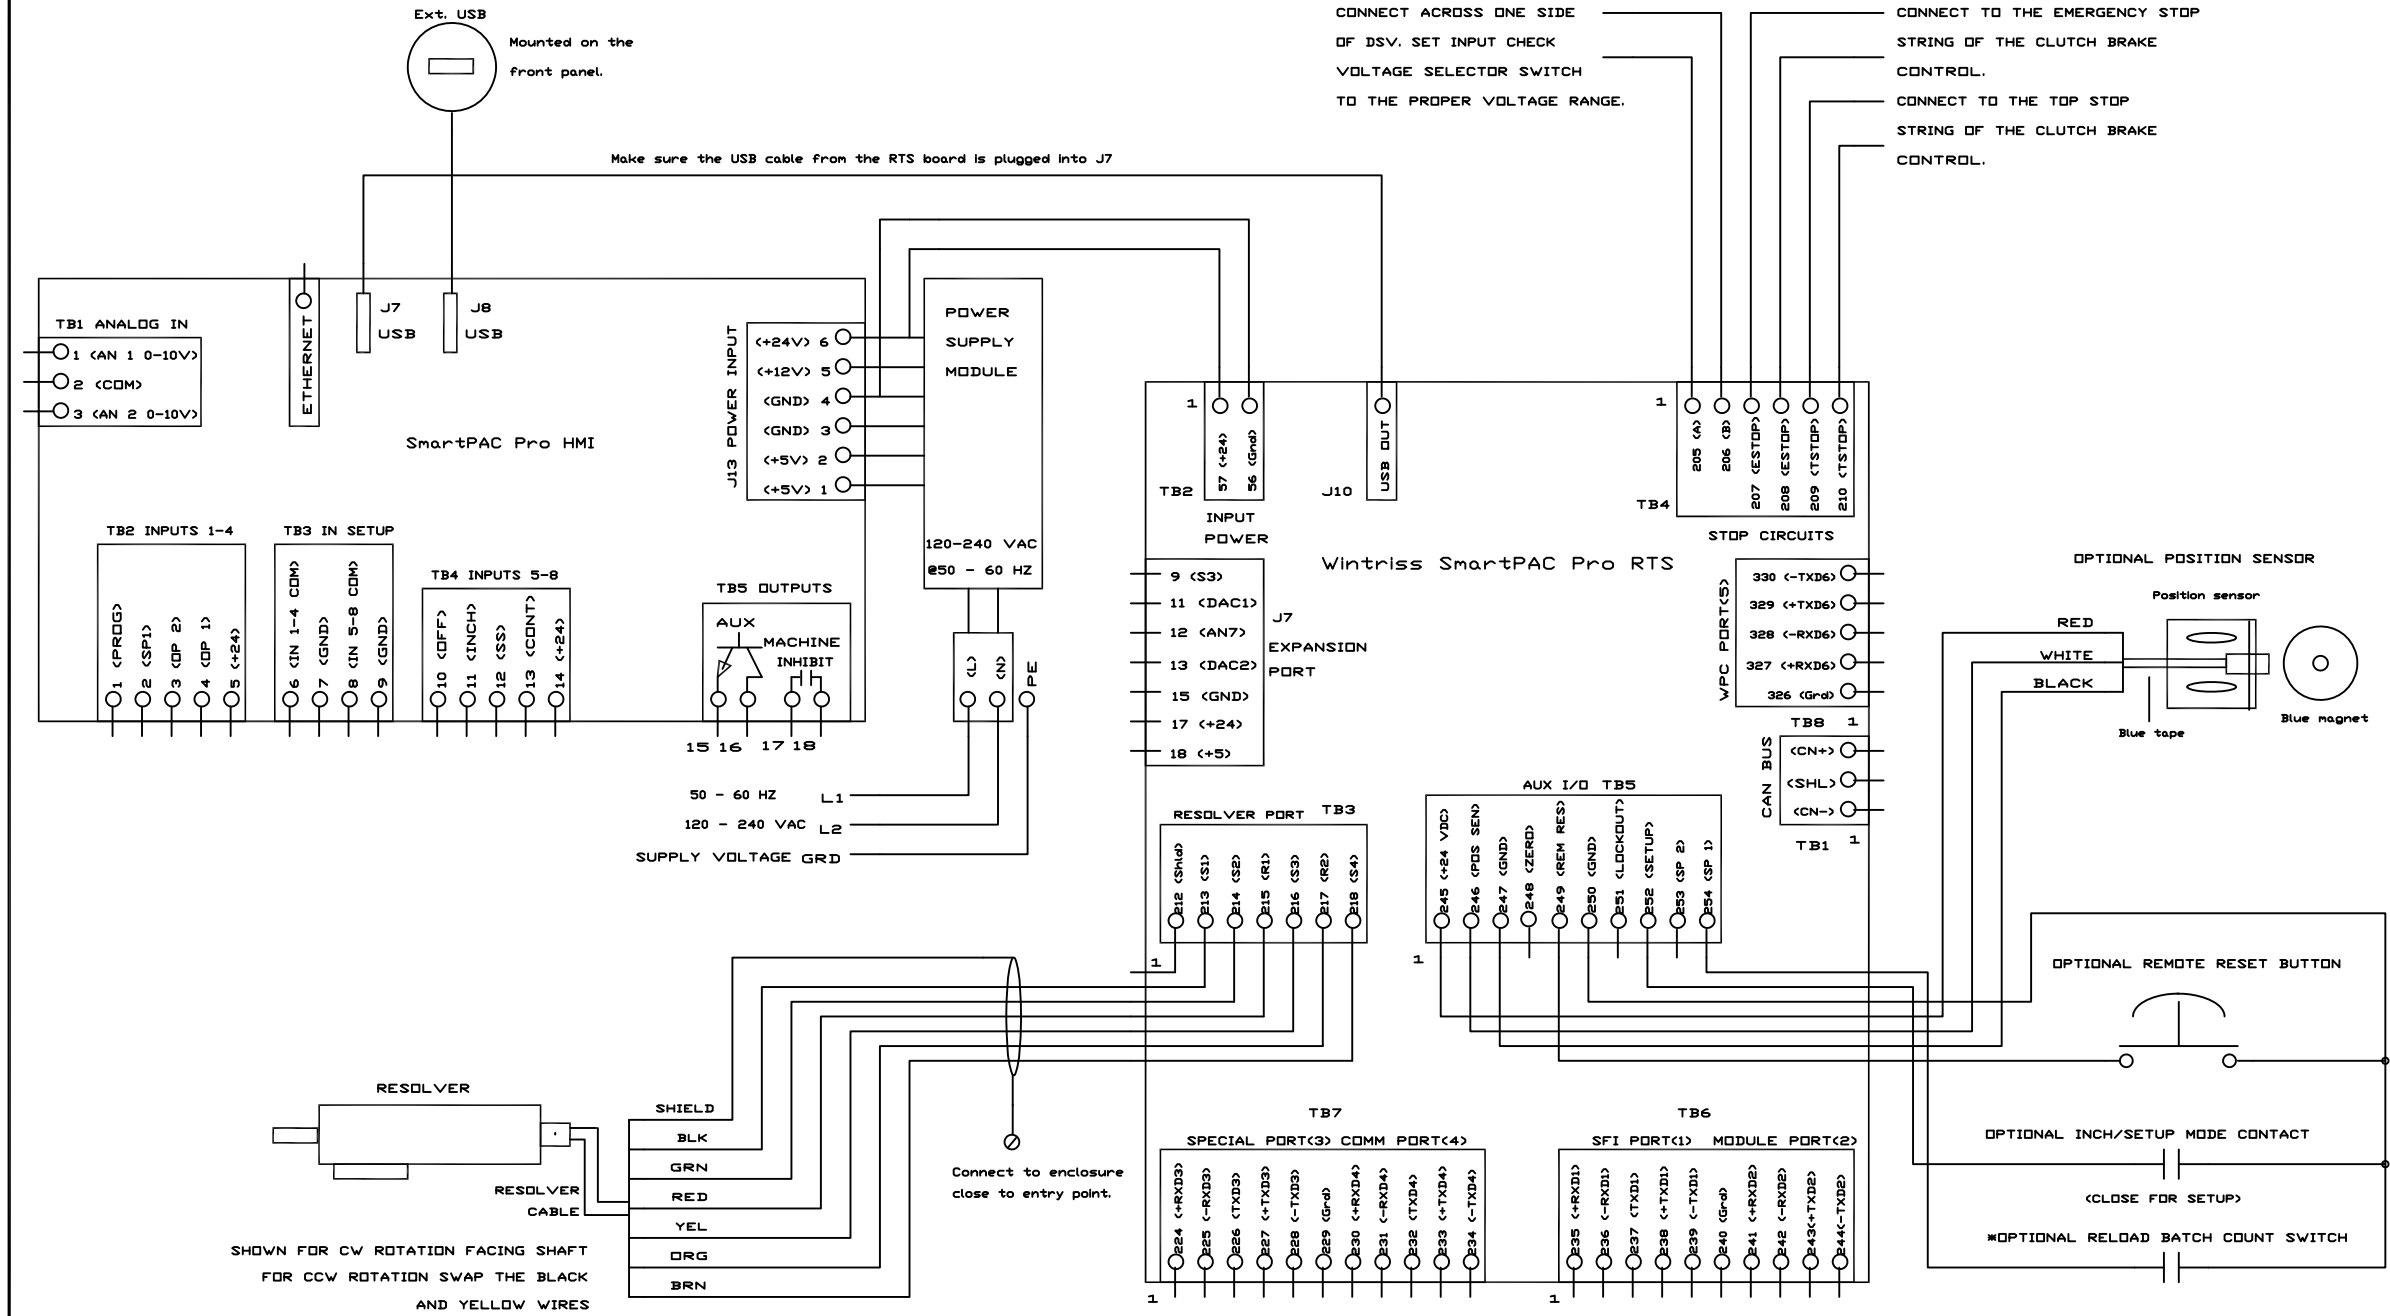 Ext. USB
Mounted on the
front panel.
CONNECT ACROSS ONE SIDE
OF DSV. SET INPUT CHECK
VOLTAGE SELECTOR SWITCH
TO THE PROPER VOLTAGE RANGE.
CONNECT TO THE EMERGENCY STOP
STRING OF THE CLUTCH BRAKE
CONTROL.
CONNECT TO THE TOP STOP
STRING OF THE CLUTCH BRAKE
CONTROL.
Make sure the USB cable from the RTS board is plugged into J7
TB1 ANALOG IN
1 (AN 1 0-10V)
2 (COM)
3 (AN 2 0-10V)
ETHERNET
J7
USB
J8
USB
SmartPAC Pro HMI
J13 POWER INPUT
(+24V) 6
(+12V) 5
(GND) 4
(GND) 3
(+5V) 2
(+5V) 1
POWER
SUPPLY
MODULE
120-240 VAC
@50 - 60 HZ
TB2 INPUTS 1-4
1 (PROG)
2 (SP1)
3 (OP 2)
4 (OP 1)
5 (+24)
TB3 IN SETUP
6 (IN 1-4 COM)
7 (GND)
8 (IN 5-8 COM)
9 (GND)
TB4 INPUTS 5-8
10 (OFF)
11 (INCH)
12 (SS)
13 (CONT)
14 (+24)
TB5 OUTPUTS
AUX
MACHINE
INHIBIT
15 16 17 18
(L)
(N)
PE
50 - 60 HZ L1
120 - 240 VAC L2
SUPPLY VOLTAGE GRD
1
57 (+24)
56 (Gnd)
TB2
INPUT
POWER
J10
USB OUT
1
TB4
205 (A)
206 (B)
207 (ESTOP)
208 (ESTOP)
209 (TSTOP)
210 (TSTOP)
STOP CIRCUITS
Wintriss SmartPAC Pro RTS
9 (S3)
11 (DAC1)
12 (AN7)
13 (DAC2)
15 (GND)
17 (+24)
18 (+5)
J7
EXPANSION
PORT
WPC PORT(5)
330 (-TXD6)
329 (+TXD6)
328 (-RXD6)
327 (+RXD6)
326 (Grd)
TB8 1
CAN BUS
(CN+)
(SHL)
(CN-)
TB1 1
OPTIONAL POSITION SENSOR
Position sensor
RED
WHITE
BLACK
Blue tape
Blue magnet
RESOLVER PORT TB3
212 (Shld)
213 (S1)
214 (S2)
215 (R1)
216 (S3)
217 (R2)
218 (S4)
1
AUX I/O TB5
245 (+24 VDC)
246 (POS SEN)
247 (GND)
248 (ZERO)
249 (REM RES)
250 (GND)
251 (LOCKOUT)
252 (SETUP)
253 (SP 2)
254 (SP 1)
1
OPTIONAL REMOTE RESET BUTTON
OPTIONAL INCH/SETUP MODE CONTACT
(CLOSE FOR SETUP)
*OPTIONAL RELOAD BATCH COUNT SWITCH
RESOLVER
RESOLVER
CABLE
SHIELD
BLK
GRN
RED
YEL
ORG
BRN
SHOWN FOR CW ROTATION FACING SHAFT
FOR CCW ROTATION SWAP THE BLACK
AND YELLOW WIRES
Connect to enclosure
close to entry point.
TB7
SPECIAL PORT(3) COMM PORT(4)
224 (+RXD3)
225 (-RXD3)
226 (TXD3)
227 (+TXD3)
228 (-TXD3)
229 (Grd)
230 (+RXD4)
231 (-RXD4)
232 (TXD4)
233 (+TXD4)
234 (-TXD4)
1
TB6
SFI PORT(1) MODULE PORT(2)
235 (+RXD1)
236 (-RXD1)
237 (TXD1)
238 (+TXD1)
239 (-TXD1)
240 (Grd)
241 (+RXD2)
242 (-RXD2)
243(+TXD2)
244(-TXD2)
1